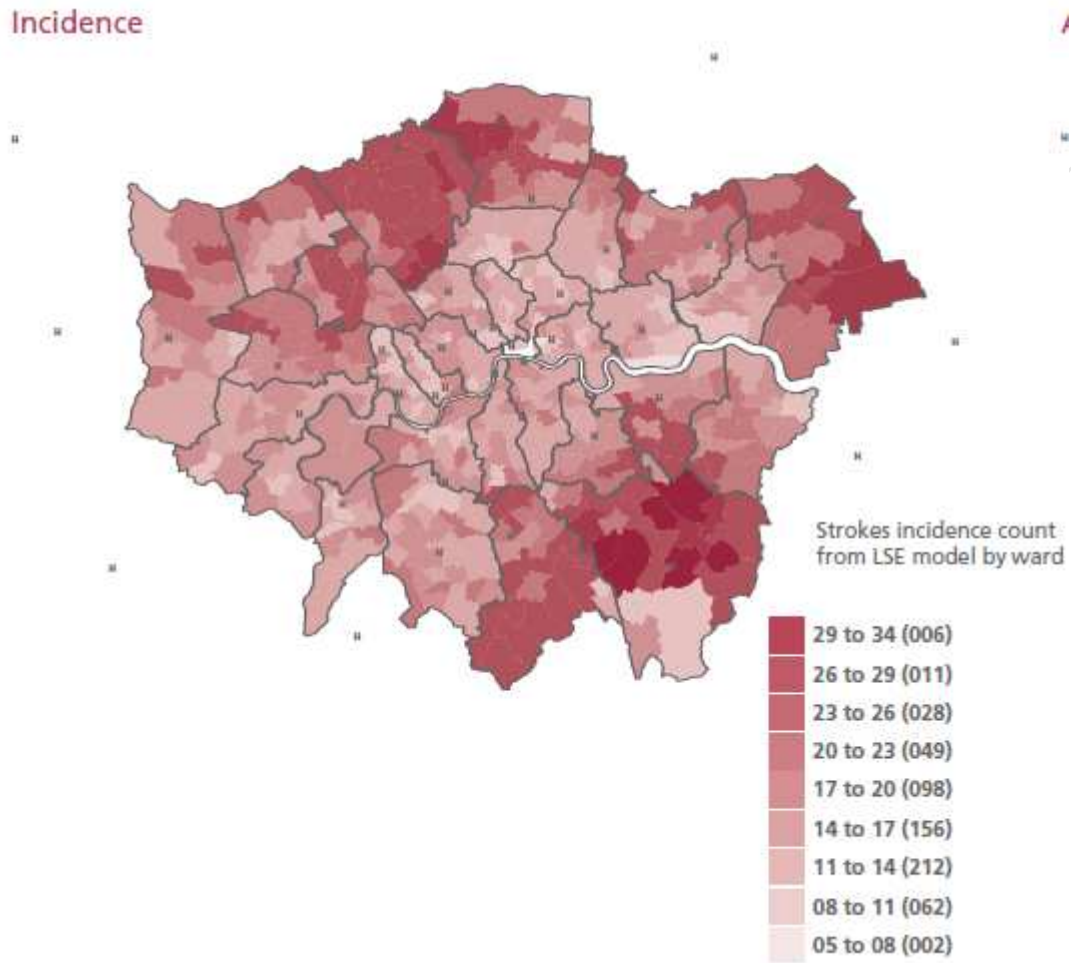 Incidence
A
Strokes incidence count
from LSE model by ward
29 to 34 (006)
26 to 29 (011)
23 to 26 (028)
20 to 23 (049)
17 to 20 (098)
14 to 17 (156)
11 to 14 (212)
08 to 11 (062)
05 to 08 (002)